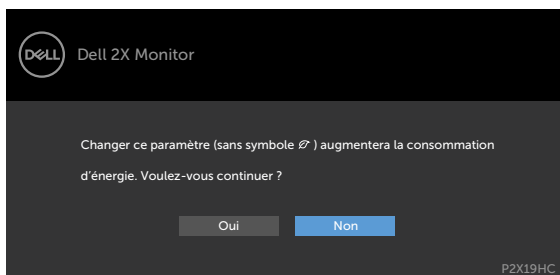 DELL Dell 2X Monitor
Changer ce paramètre (sans symbole ) augmentera la consommation
d'énergie. Voulez-vous continuer ?
Oui Non
P2X19HC